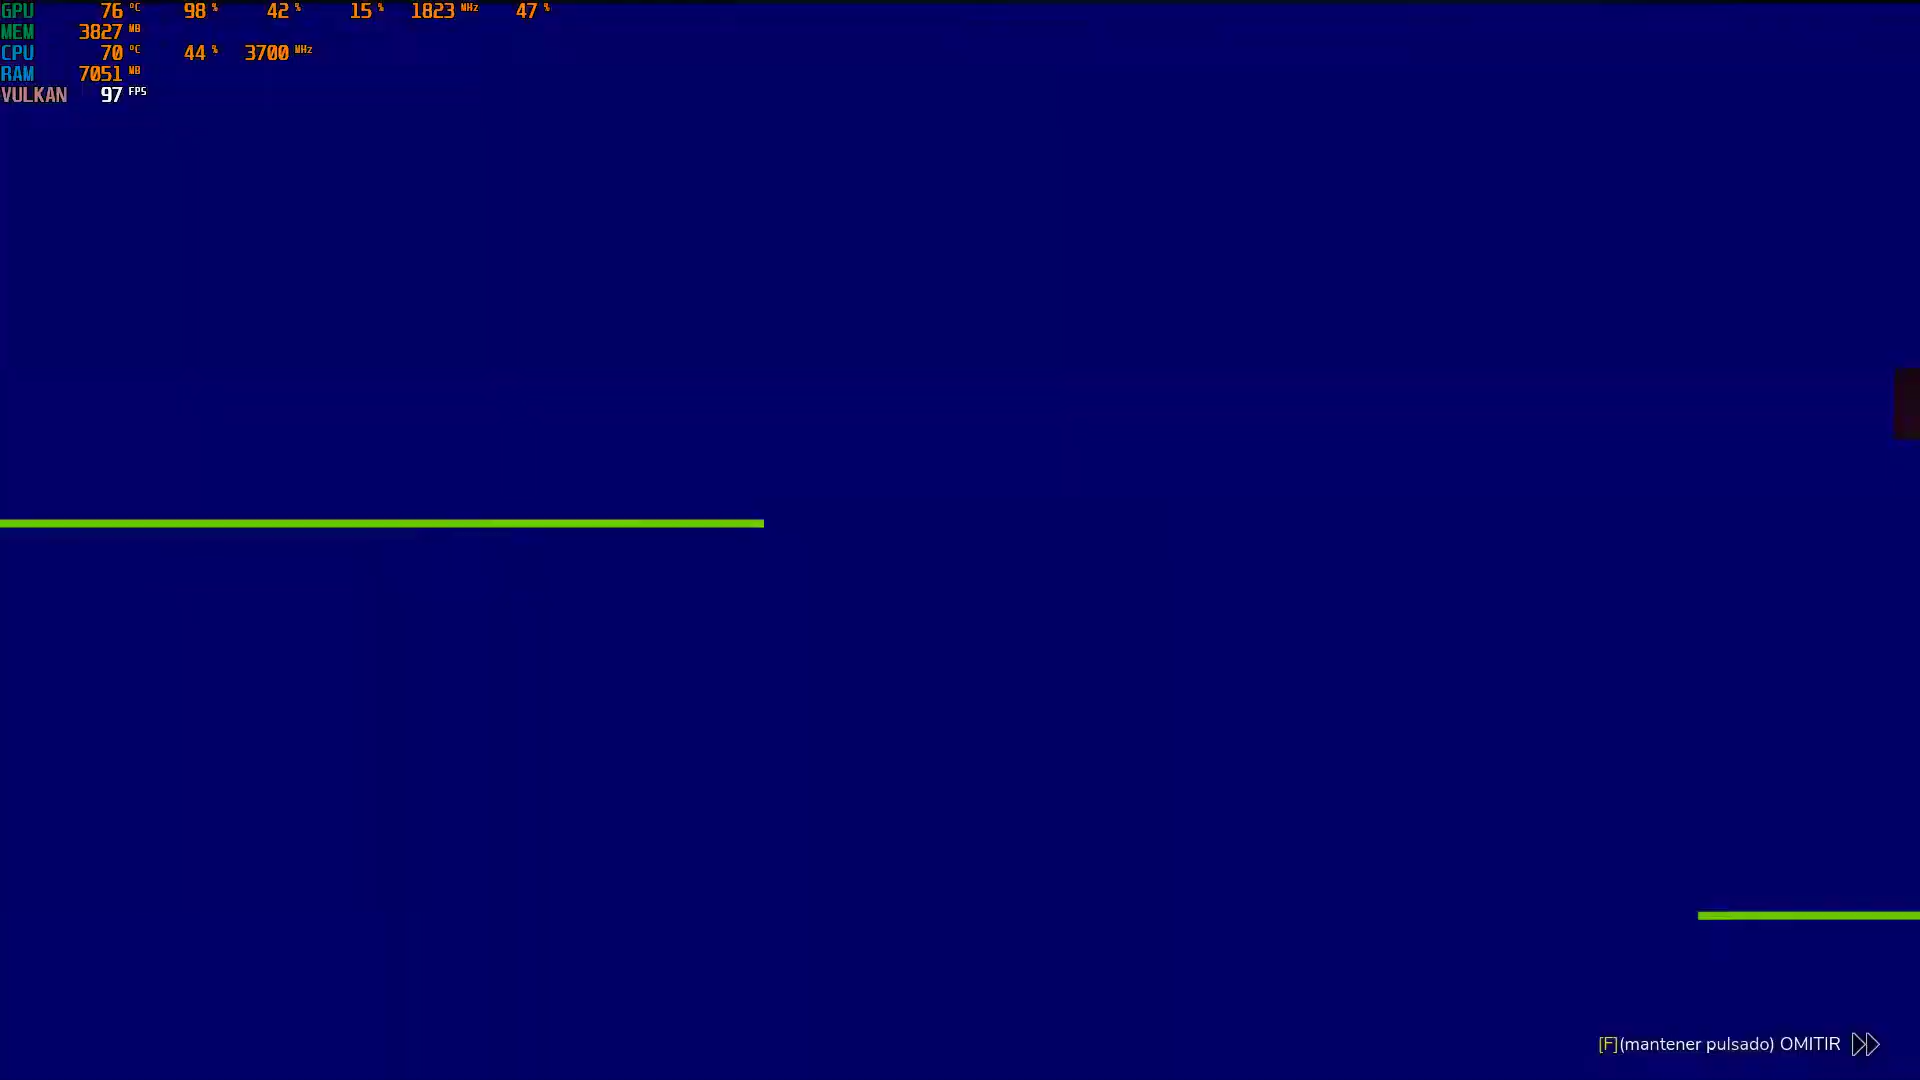 GPU 76 °C 98 % 42 % 15 % 1823 MHz 47 %
MEM 3827 MB
CPU 70 °C 44 % 3700 MHz
RAM 7051 MB
VULKAN 97 FPS
[F](mantener pulsado) OMITIR